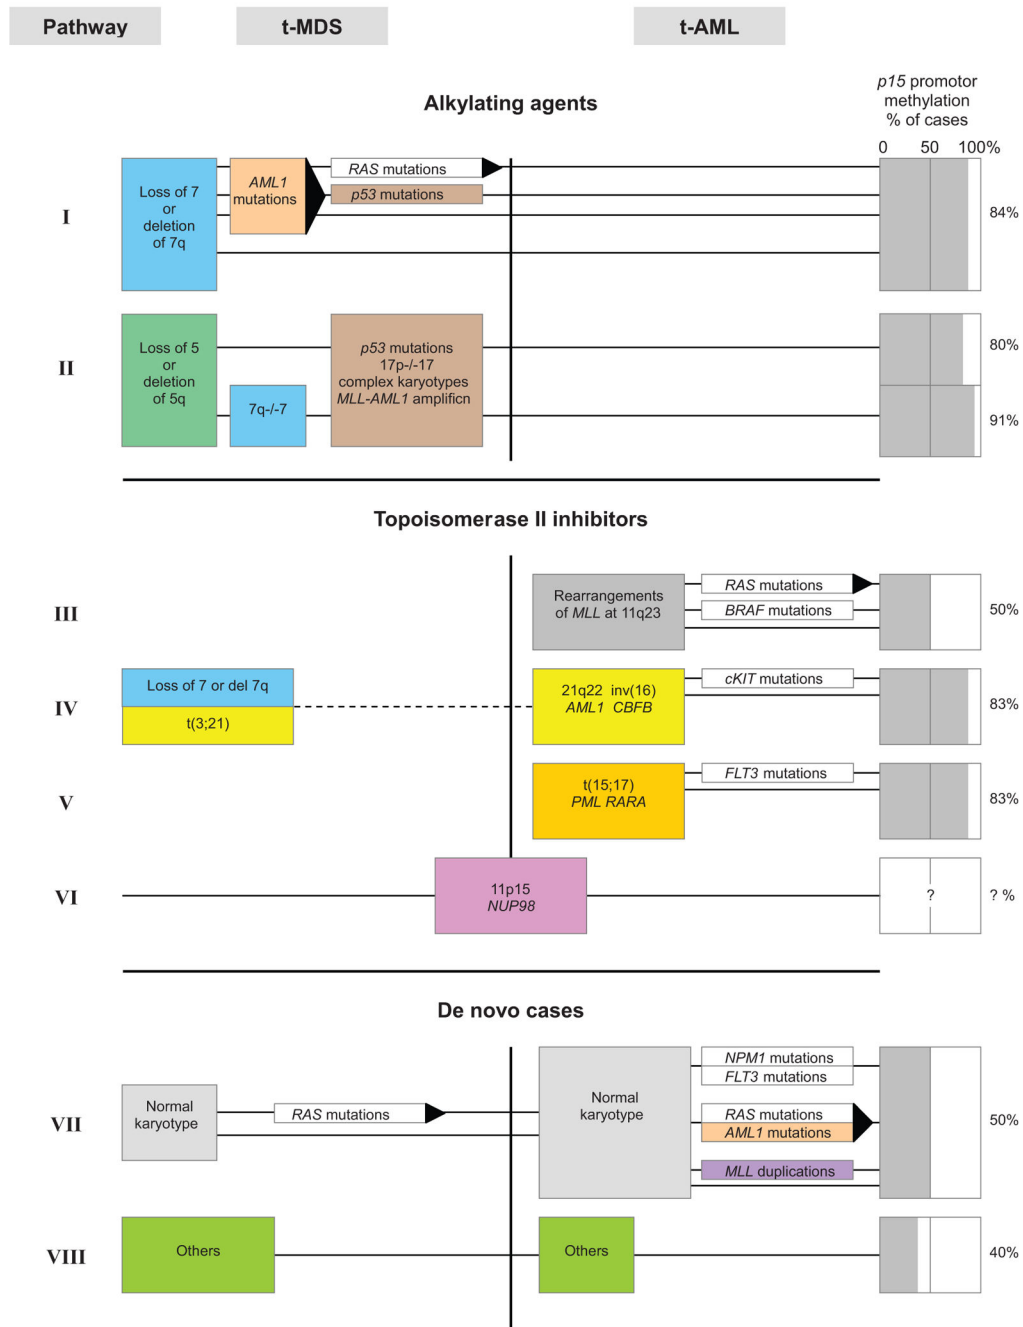 Pathway
t-MDS
t-AML
Alkylating agents
p15 promotor
methylation
% of cases
0 50 100%
I
Loss of 7
or
deletion
of 7q
AML1
mutations
RAS mutations
p53 mutations
84%
II
Loss of 5
or
deletion
of 5q
7q-/-7
p53 mutations
17p-/-17
complex karyotypes
MLL-AML1 amplificn
80%
91%
Topoisomerase II inhibitors
III
Rearrangements
of MLL at 11q23
RAS mutations
BRAF mutations
50%
IV
Loss of 7 or del 7q
t(3;21)
21q22 inv(16)
AML1 CBFB
cKIT mutations
83%
V
t(15;17)
PML RARA
FLT3 mutations
83%
VI
11p15
NUP98
?
? %
De novo cases
VII
Normal
karyotype
RAS mutations
Normal
karyotype
NPM1 mutations
FLT3 mutations
RAS mutations
AML1 mutations
MLL duplications
50%
VIII
Others
Others
40%